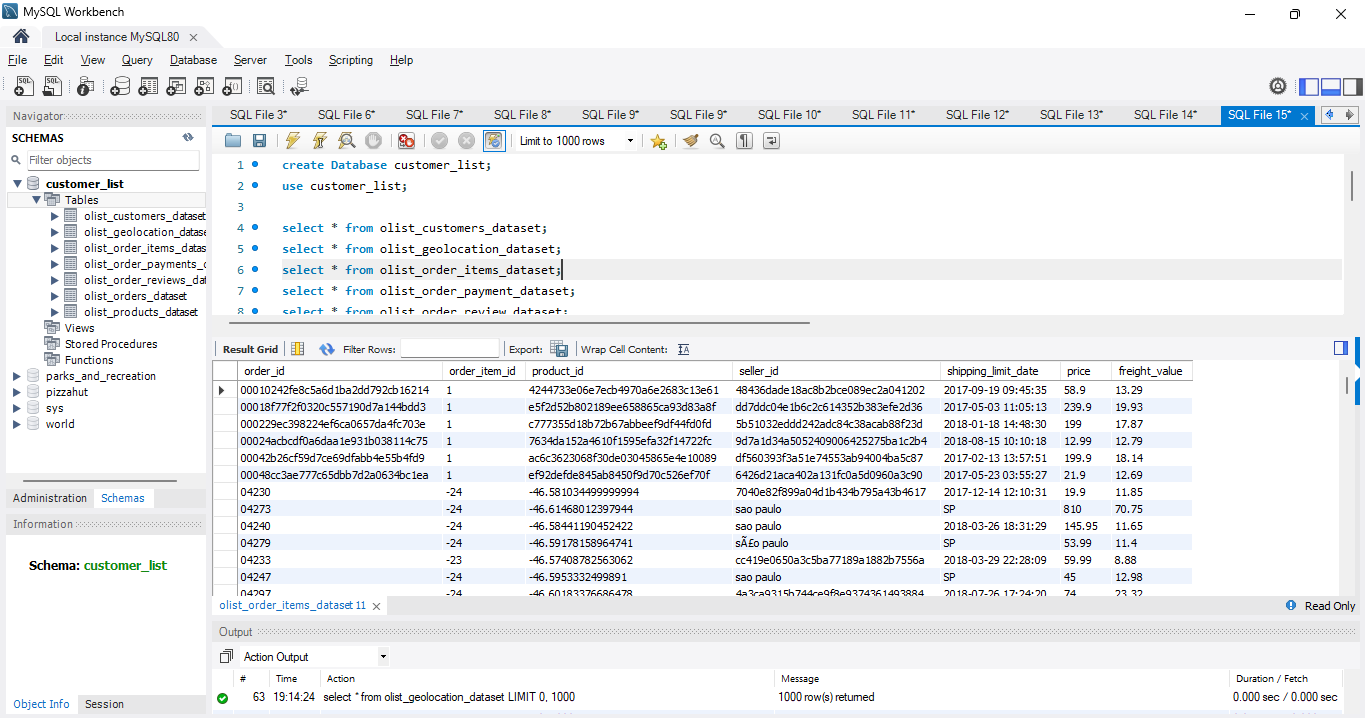 MySQL Workbench
Local instance MySQL80
File Edit View Query Database Server Tools Scripting Help
Navigator
SCHEMAS
Filter objects
customer_list
Tables
olist_customers_dataset
olist_geolocation_datase
olist_order_items_datas
olist_order_payments_
olist_order_reviews_dat
olist_orders_dataset
olist_products_dataset
Views
Stored Procedures
Functions
parks_and_recreation
pizzahut
sys
world
Administration Schemas
Information
Schema: customer_list
Object Info Session
SQL File 3* SQL File 6* SQL File 7* SQL File 8* SQL File 9* SQL File 9* SQL File 10* SQL File 11* SQL File 12* SQL File 13* SQL File 14* SQL File 15*
Limit to 1000 rows
1 create Database customer_list;
2 use customer_list;
3
4 select * from olist_customers_dataset;
5 select * from olist_geolocation_dataset;
6 select * from olist_order_items_dataset;
7 select * from olist_order_payment_dataset;
8 select * from olist_order_review_dataset;
Result Grid Filter Rows: Export: Wrap Cell Content:
order_id order_item_id product_id seller_id shipping_limit_date price freight_value
00010242fe8c5a6d1ba2dd792cb16214 1 4244733e06e7ecb4970a6e2683c13e61 48436dade18ac8b2bce089ec2a041202 2017-09-19 09:45:35 58.9 13.29
00018f77f2f0320c557190d7a144bdd3 1 e5f2d52b802189ee658865ca93d83a8f dd7ddc04e1b6c2c614352b383efe2d36 2017-05-03 11:05:13 239.9 19.93
000229ec398224ef6ca0657da4fc703e 1 c777355d18b72b67abbeef9df44fd0fd 5b51032eddd242adc84c38acab88f23d 2018-01-18 14:48:30 199 17.87
00024acbcdf0a6daa1e931b038114c75 1 7634da152a4610f1595efa32f14722fc 9d7a1d34a5052409006425275ba1c2b4 2018-08-15 10:10:18 12.99 12.79
00042b26cf59d7ce69dfabb4e55b4fd9 1 ac6c3623068f30de03045865e4e10089 df560393f3a51e74553ab94004ba5c87 2017-02-13 13:57:51 199.9 18.14
00048cc3ae777c65dbb7d2a0634bc1ea 1 ef92defde845ab8450f9d70c526ef70f 6426d21aca402a131fc0a5d0960a3c90 2017-05-23 03:55:27 21.9 12.69
04230 -24 -46.581034499999994 7040e82f899a04d1b434b795a43b4617 2017-12-14 12:10:31 19.9 11.85
04273 -24 -46.61468012397944 sao paulo SP 810 70.75
04240 -24 -46.58441190452422 sao paulo 2018-03-26 18:31:29 145.95 11.65
04279 -24 -46.59178158964741 sÃ£o paulo SP 53.99 11.4
04233 -23 -46.57408782563062 cc419e0650a3c5ba77189a1882b7556a 2018-03-29 22:28:09 59.99 8.88
04247 -24 -46.5953332499891 sao paulo SP 45 12.98
04297 -24 -46.60183376686478 4a3ca9315b744ce9f8e9374361493884 2018-07-26 17:24:20 74 23.32
olist_order_items_dataset 11 Read Only
Output
Action Output
# Time Action Message Duration / Fetch
63 19:14:24 select * from olist_geolocation_dataset LIMIT 0, 1000 1000 row(s) returned 0.000 sec / 0.000 sec